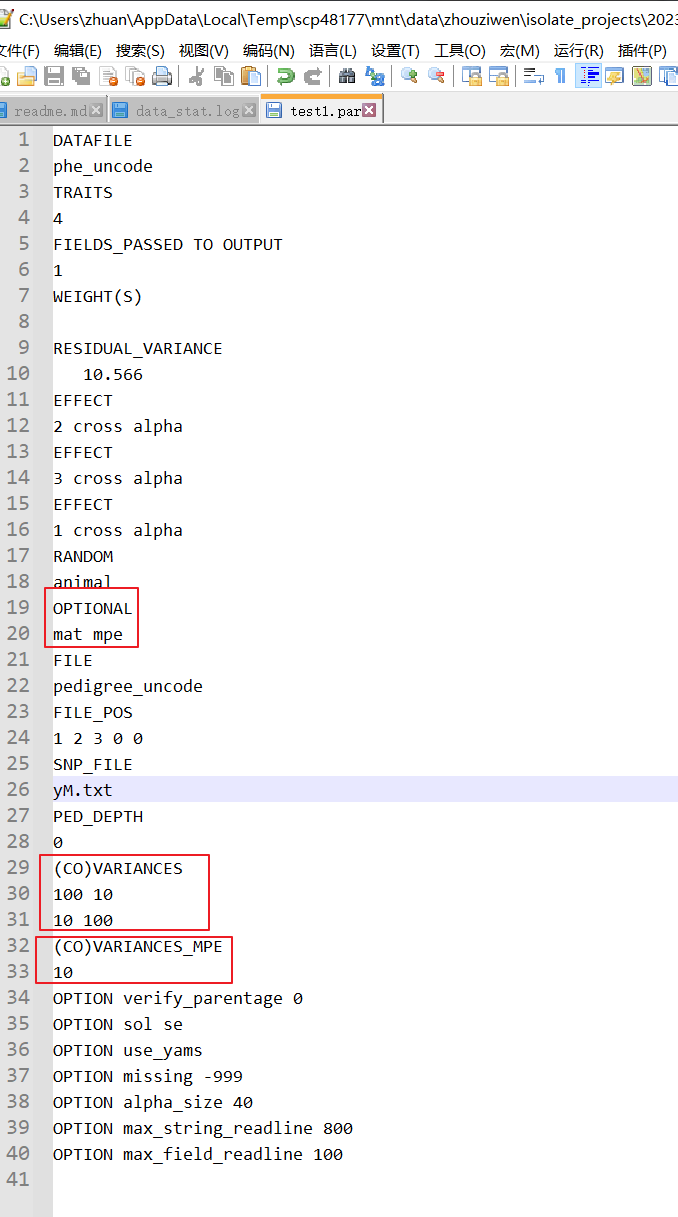 C:\Users\zhuan\AppData\Local\Temp\scp48177\mnt\data\zhouziwen\isolate_projects\2023
文件(F) 编辑(E) 搜索(S) 视图(V) 编码(N) 语言(L) 设置(T) 工具(O) 宏(M) 运行(R) 插件(P)
readme.md data_stat.log test1.par
1 DATAFILE
2 phe_uncode
3 TRAITS
4 4
5 FIELDS_PASSED TO OUTPUT
6 1
7 WEIGHT(S)
8
9 RESIDUAL_VARIANCE
10 10.566
11 EFFECT
12 2 cross alpha
13 EFFECT
14 3 cross alpha
15 EFFECT
16 1 cross alpha
17 RANDOM
18 animal
19 OPTIONAL
20 mat mpe
21 FILE
22 pedigree_uncode
23 FILE_POS
24 1 2 3 0 0
25 SNP_FILE
26 yM.txt
27 PED_DEPTH
28 0
29 (CO)VARIANCES
30 100 10
31 10 100
32 (CO)VARIANCES_MPE
33 10
34 OPTION verify_parentage 0
35 OPTION sol se
36 OPTION use_yams
37 OPTION missing -999
38 OPTION alpha_size 40
39 OPTION max_string_readline 800
40 OPTION max_field_readline 100
41